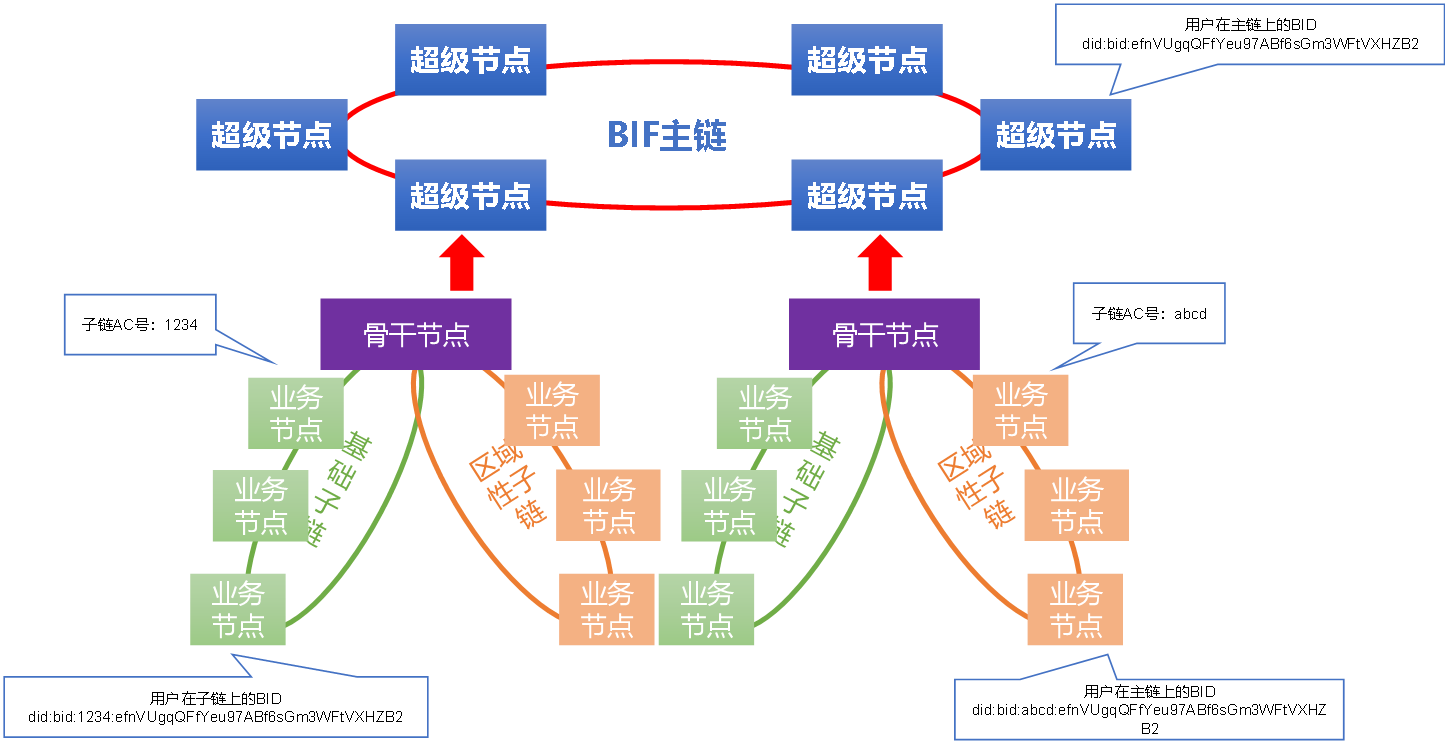 用户在主链上的BID
did:bid:efnVUgqQFfYeu97ABf6sGm3WFtVXHZB2
超级节点
超级节点
超级节点
BIF主链
超级节点
超级节点
超级节点
子链AC号：1234
骨干节点
子链AC号：abcd
骨干节点
业务
节点
业务
节点
业务
节点
基础子链
区域
性子
链
业务
节点
业务
节点
业务
节点
业务
节点
业务
节点
业务
节点
基础子链
区域
性子
链
业务
节点
业务
节点
业务
节点
用户在子链上的BID
did:bid:1234:efnVUgqQFfYeu97ABf6sGm3WFtVXHZB2
用户在主链上的BID
did:bid:abcd:efnVUgqQFfYeu97ABf6sGm3WFtVXHZ
B2